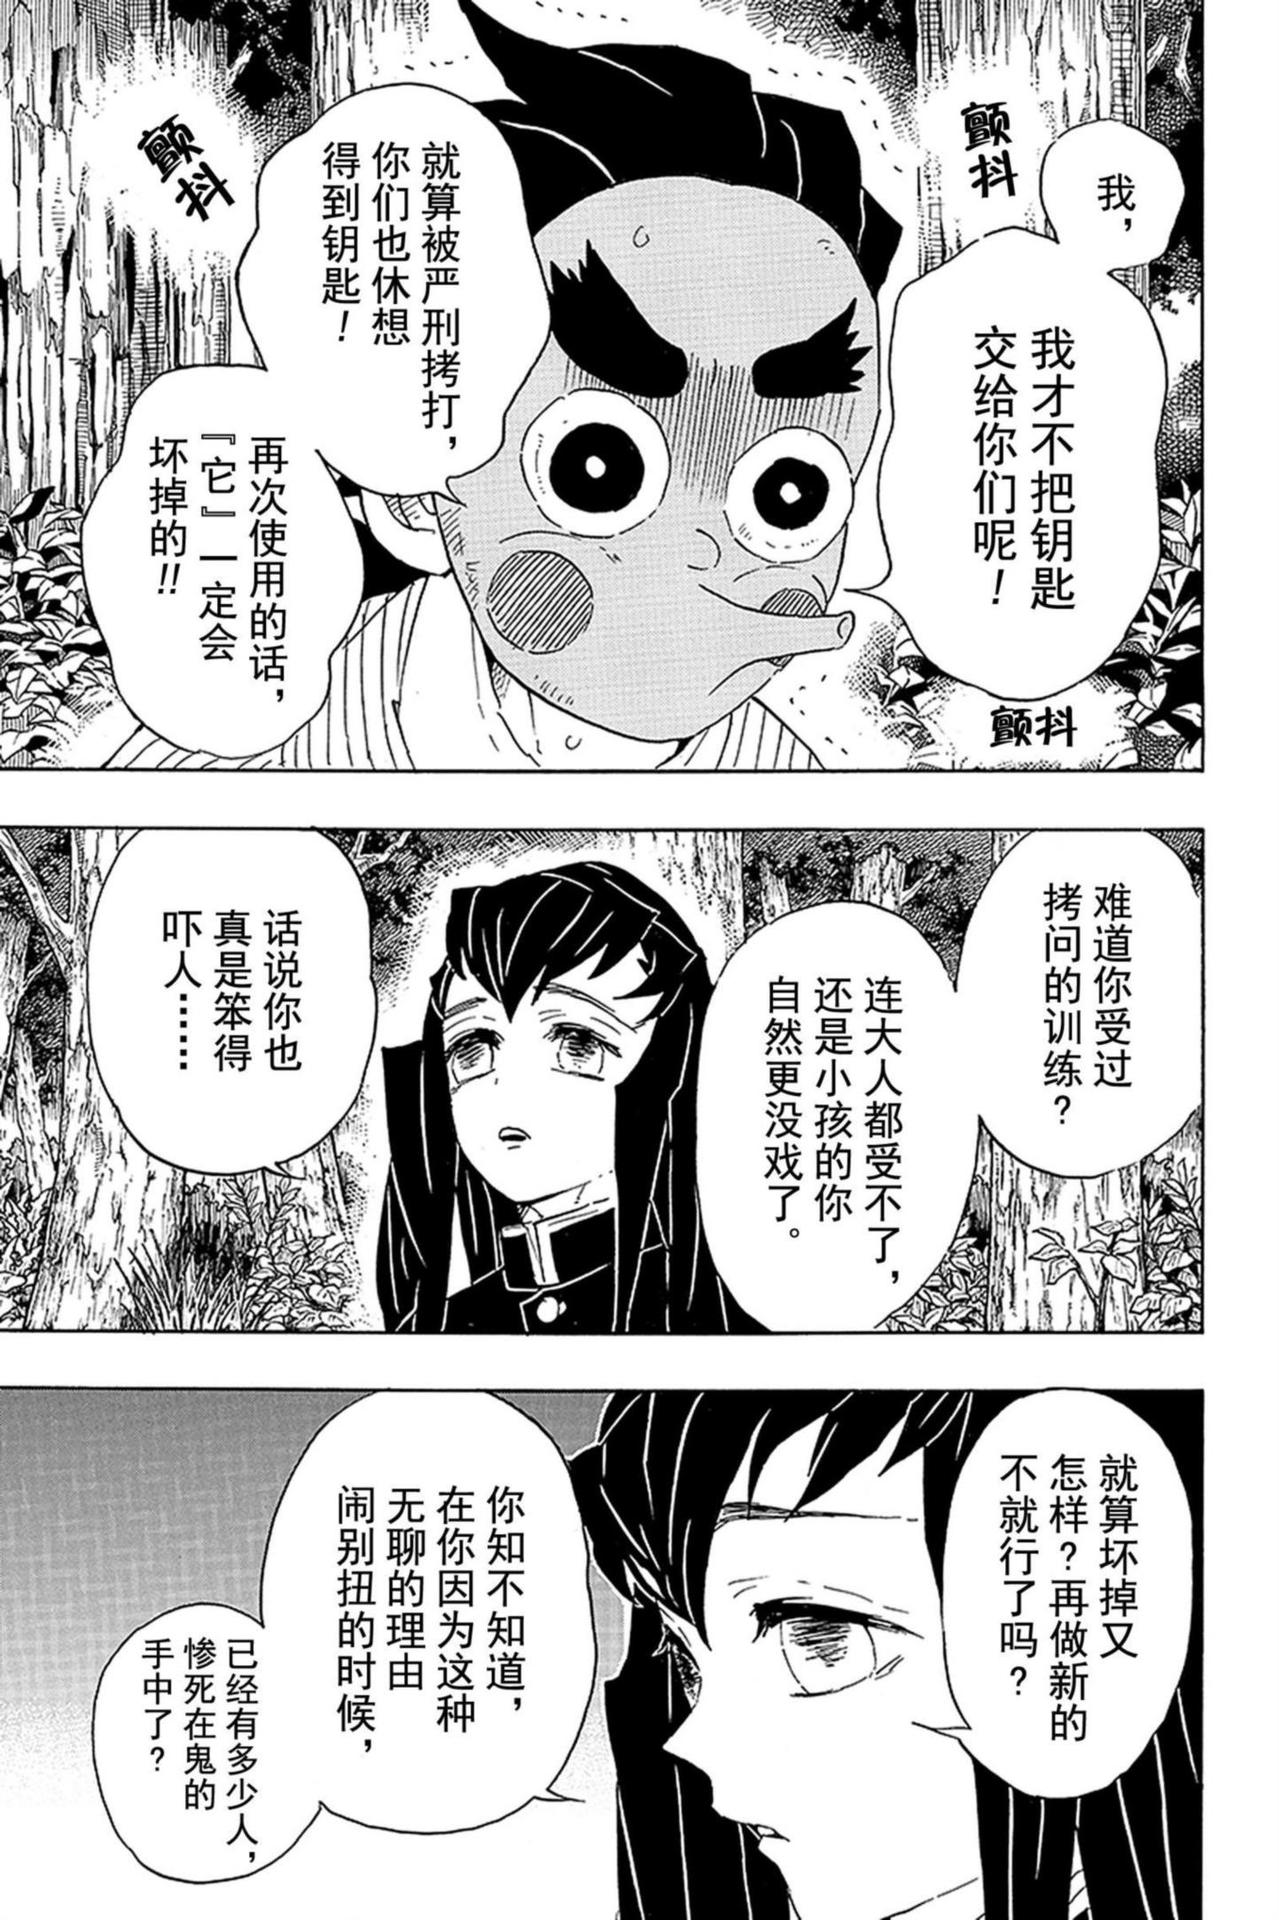 颤抖
我，
我才不把钥匙
交给你们呢！
颤抖
就算被严刑拷打，
你们也休想
得到钥匙！
颤抖
再次使用的话，
『它』一定会
坏掉的！！
难道你受过
拷问的训练？
连大人都受不了，
还是小孩的你
自然更没戏了。
话说你也
真是笨得
吓人……
就算坏掉又
怎样？再做新的
不就行了吗？
你知不知道，
在你因为这种
无聊的理由
闹别扭的时候，
已经有多少人，
惨死在鬼的
手中了？